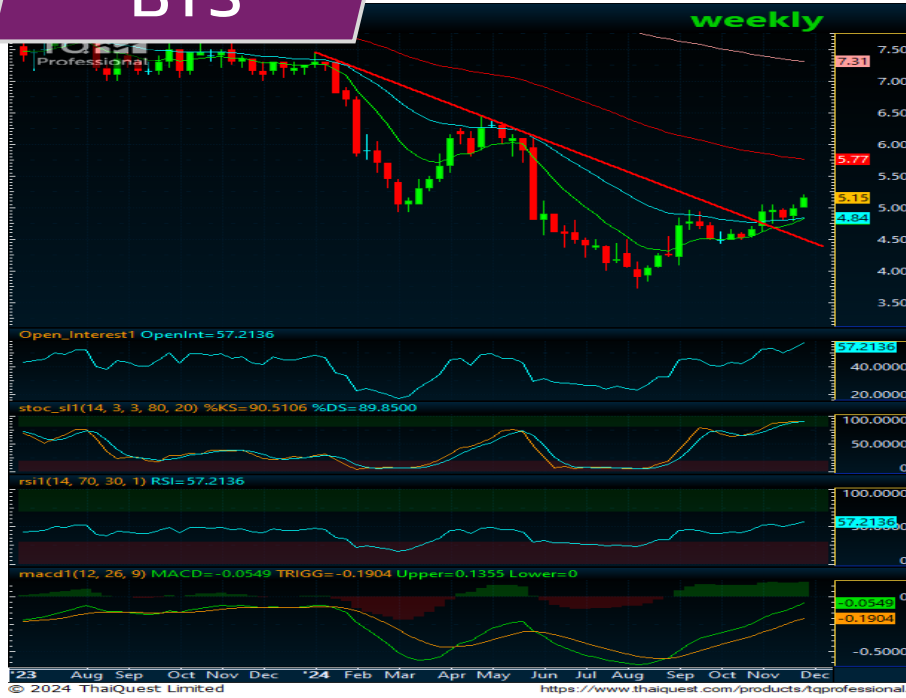 BTS
weekly
Professional
7.50
7.31
7.00
6.50
6.00
5.77
5.50
5.15
5.00
4.84
4.50
4.00
3.50
Open_Interest1 OpenInt=57.2136
57.2136
40.0000
20.0000
stoc_sl1(14, 3, 3, 80, 20) %KS=90.5106 %DS=89.8500
100.0000
50.0000
0
rsi1(14, 70, 30, 1) RSI=57.2136
100.0000
57.2136
0
macd1(12, 26, 9) MACD=-0.0549 TRIGG=-0.1904 Upper=0.1355 Lower=0
0
-0.0549
-0.1904
-0.5000
'23 Aug Sep Oct Nov Dec '24 Feb Mar Apr May Jun Jul Aug Sep Oct Nov Dec
© 2024 ThaiQuest Limited https://www.thaiquest.com/products/tqprofessional